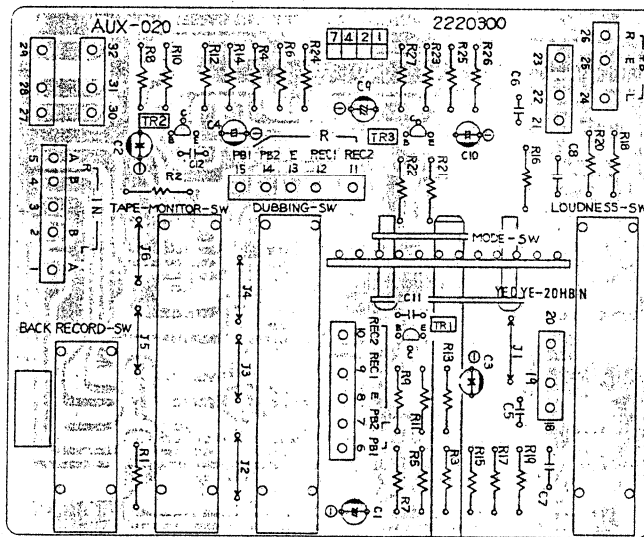 AUX-020
2220300
7 4 2 1
29 28 27
32 31 30
R8
R10
R12
R14
R4
R6
R24
C9
R27
R23
R25
R26
C6
23 22 21
26 25 24
R E L
TR2
C2
C4
C12
R
TR3
C10
R16
C8
R20
R18
PB1 PB2 E REC1 REC2
15 14 13 12 11
R22
R21
5 4 3 2 1
A B A B A
R IN L
R2
TAPE-MONITOR-SW
DUBBING-SW
LOUDNESS-SW
MODE-SW
J6
J4
C11
YED YE-20HBIN
BACK RECORD-SW
TR1
J5
J3
J2
REC2 REC1 E PB2 PB1
10 9 8 7 6
L
R9
R11
R13
C3
J1
C5
20 19 18
R1
R7
R5
R3
R15
R17
R19
C7
C1